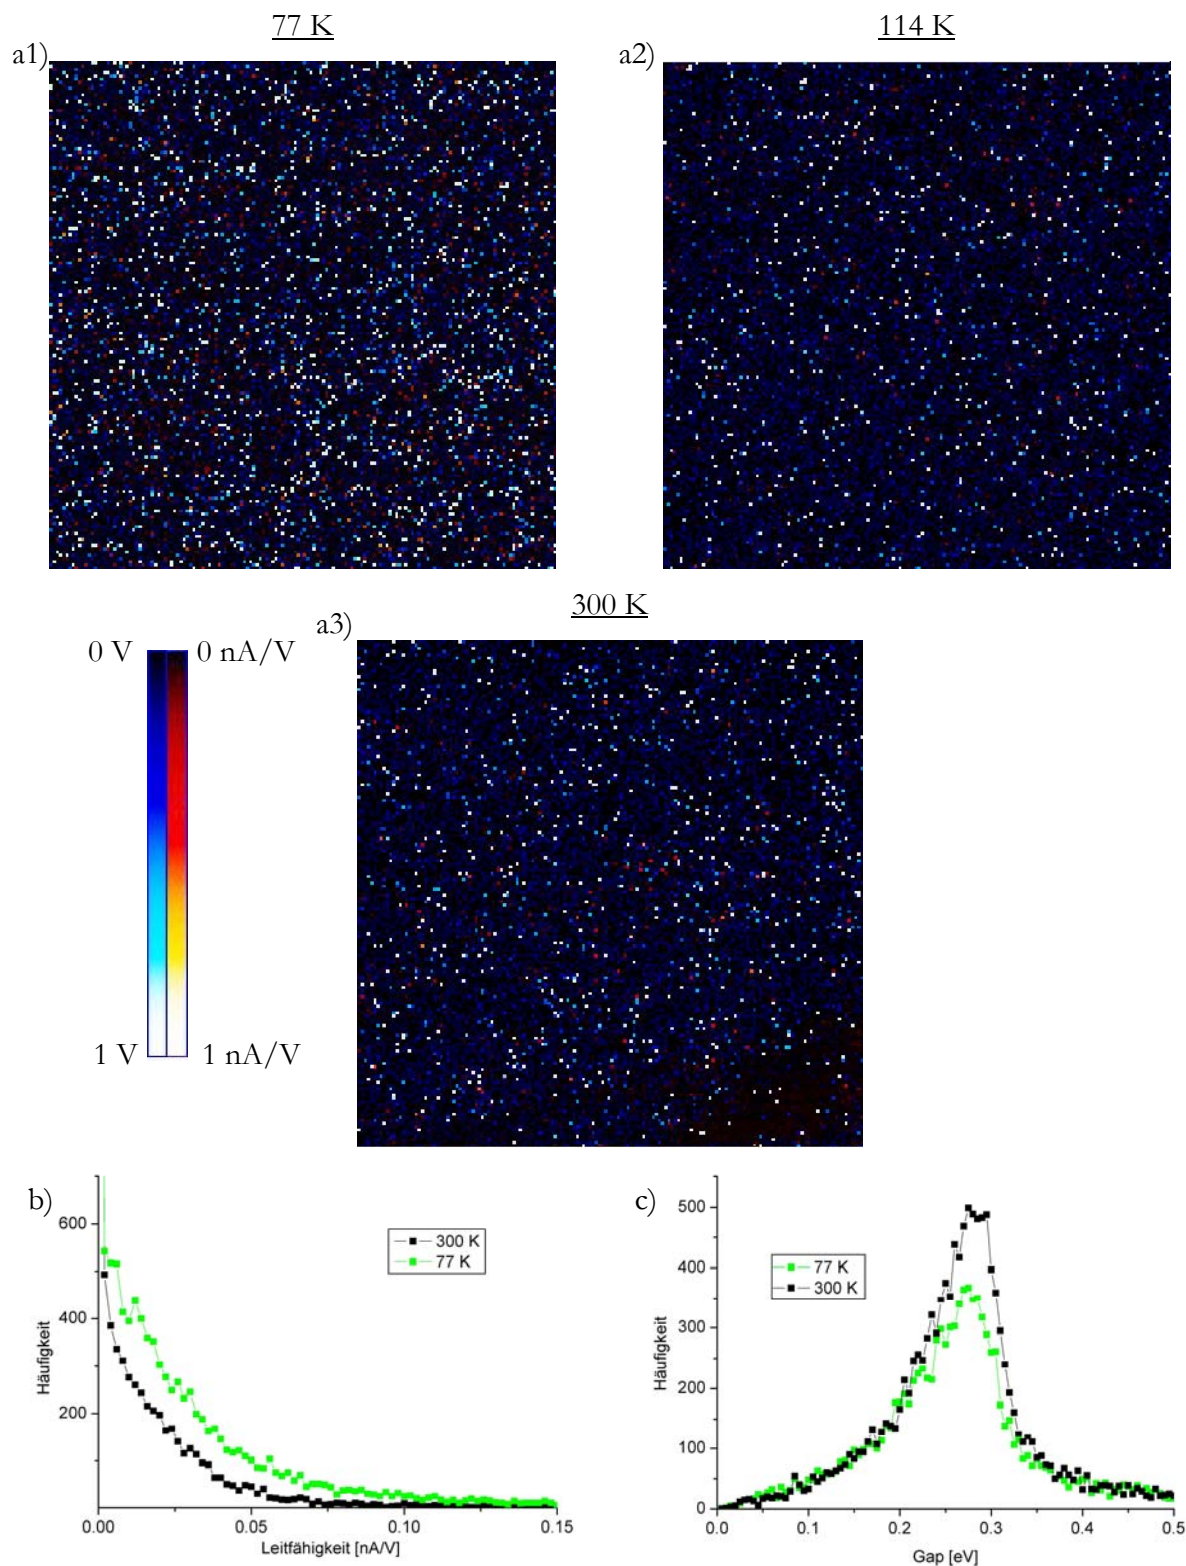 77 K
114 K
a1)
a2)
300 K
a3)
0 V
0 nA/V
1 V
1 nA/V
b)
600
400
200
Häufigkeit
300 K
77 K
0.00
0.05
0.10
0.15
Leitfähigkeit [nA/V]
c)
500
400
300
200
100
0
Häufigkeit
77 K
300 K
0.0
0.1
0.2
0.3
0.4
0.5
Gap [eV]